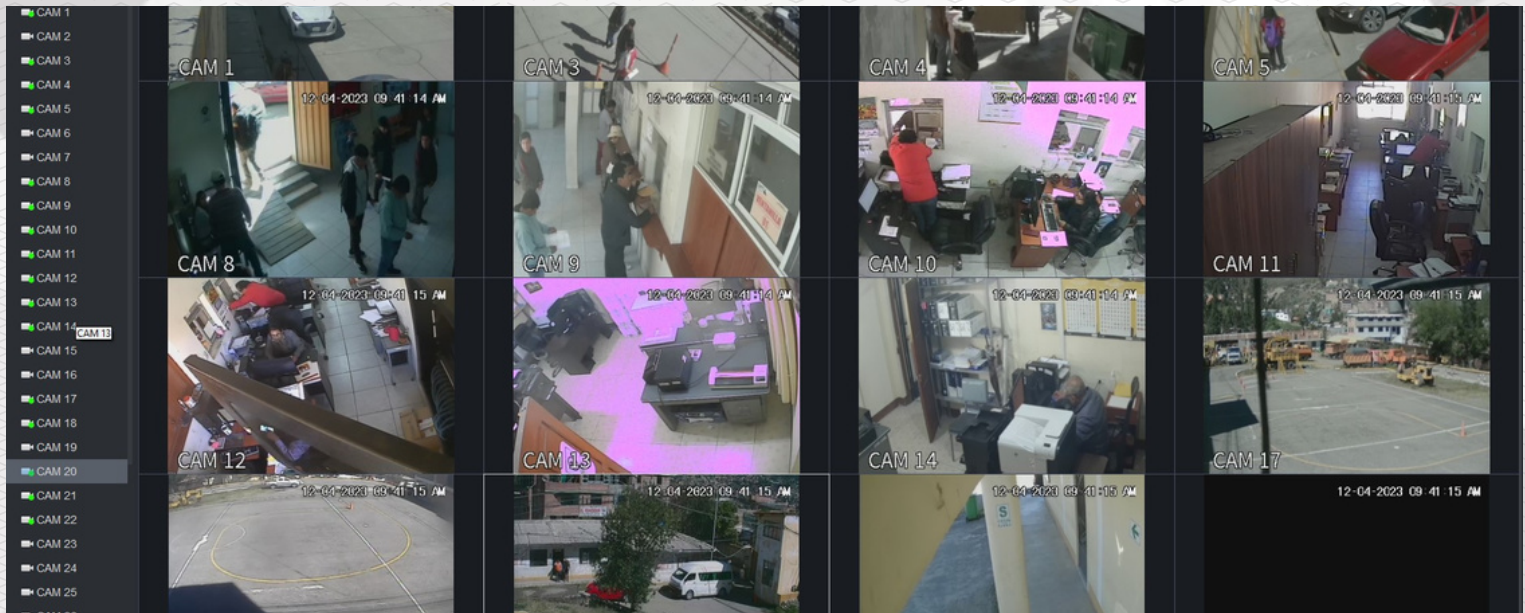 CAM 1
CAM 2
CAM 3
CAM 4
CAM 5
CAM 6
CAM 7
CAM 8
CAM 9
CAM 10
CAM 11
CAM 12
CAM 13
CAM 14
CAM 13
CAM 15
CAM 16
CAM 17
CAM 18
CAM 19
CAM 20
CAM 21
CAM 22
CAM 23
CAM 24
CAM 25
CAM 1
CAM 3
CAM 4
CAM 5
12-04-2023 09:41:14 AM
12-04-2023 09:41:14 AM
12-04-2023 09:41:14 AM
12-04-2023 09:41:15 AM
CAM 8
CAM 9
CAM 10
CAM 11
12-04-2023 09:41:15 AM
12-04-2023 09:41:14 AM
12-04-2023 09:41:14 AM
12-04-2023 09:41:15 AM
CAM 12
CAM 13
CAM 14
CAM 17
12-04-2023 09:41:15 AM
12-04-2023 09:41:15 AM
12-04-2023 09:41:15 AM
12-04-2023 09:41:15 AM
S